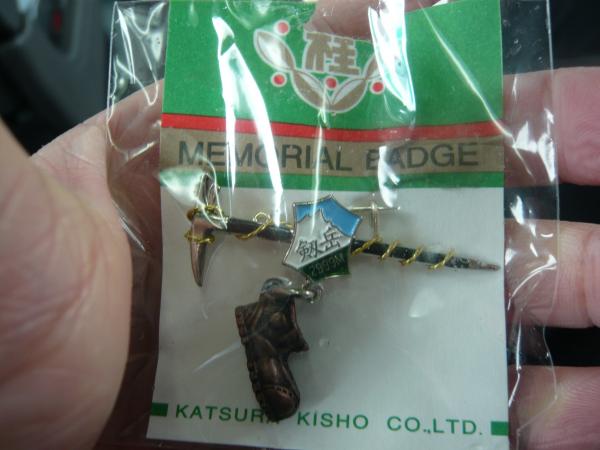 桂
MEMORIAL BADGE
剱岳
2999M
KATSURA KISHO CO.,LTD.